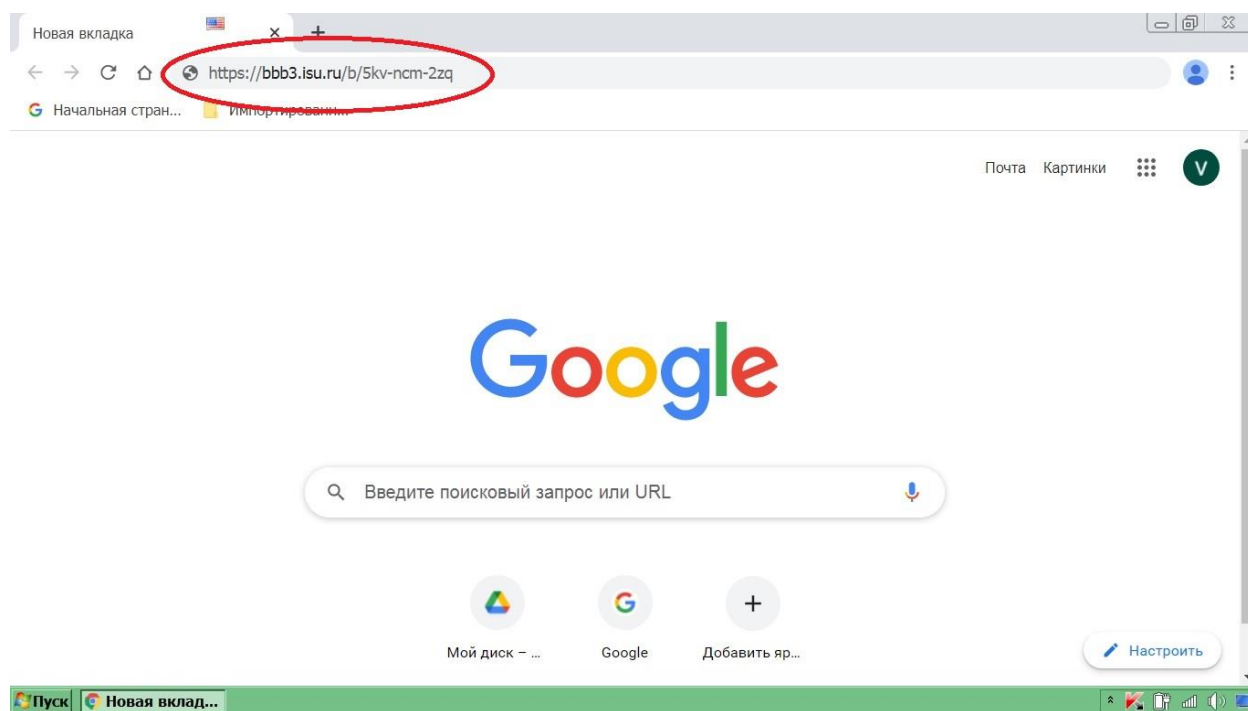 Новая вкладка
https://bbb3.isu.ru/b/5kv-ncm-2zq
Начальная стран...
Импортированн...
Почта Картинки
V
Google
Введите поисковый запрос или URL
Мой диск – ...
Google
Добавить яр...
Настроить
Пуск
Новая вклад...